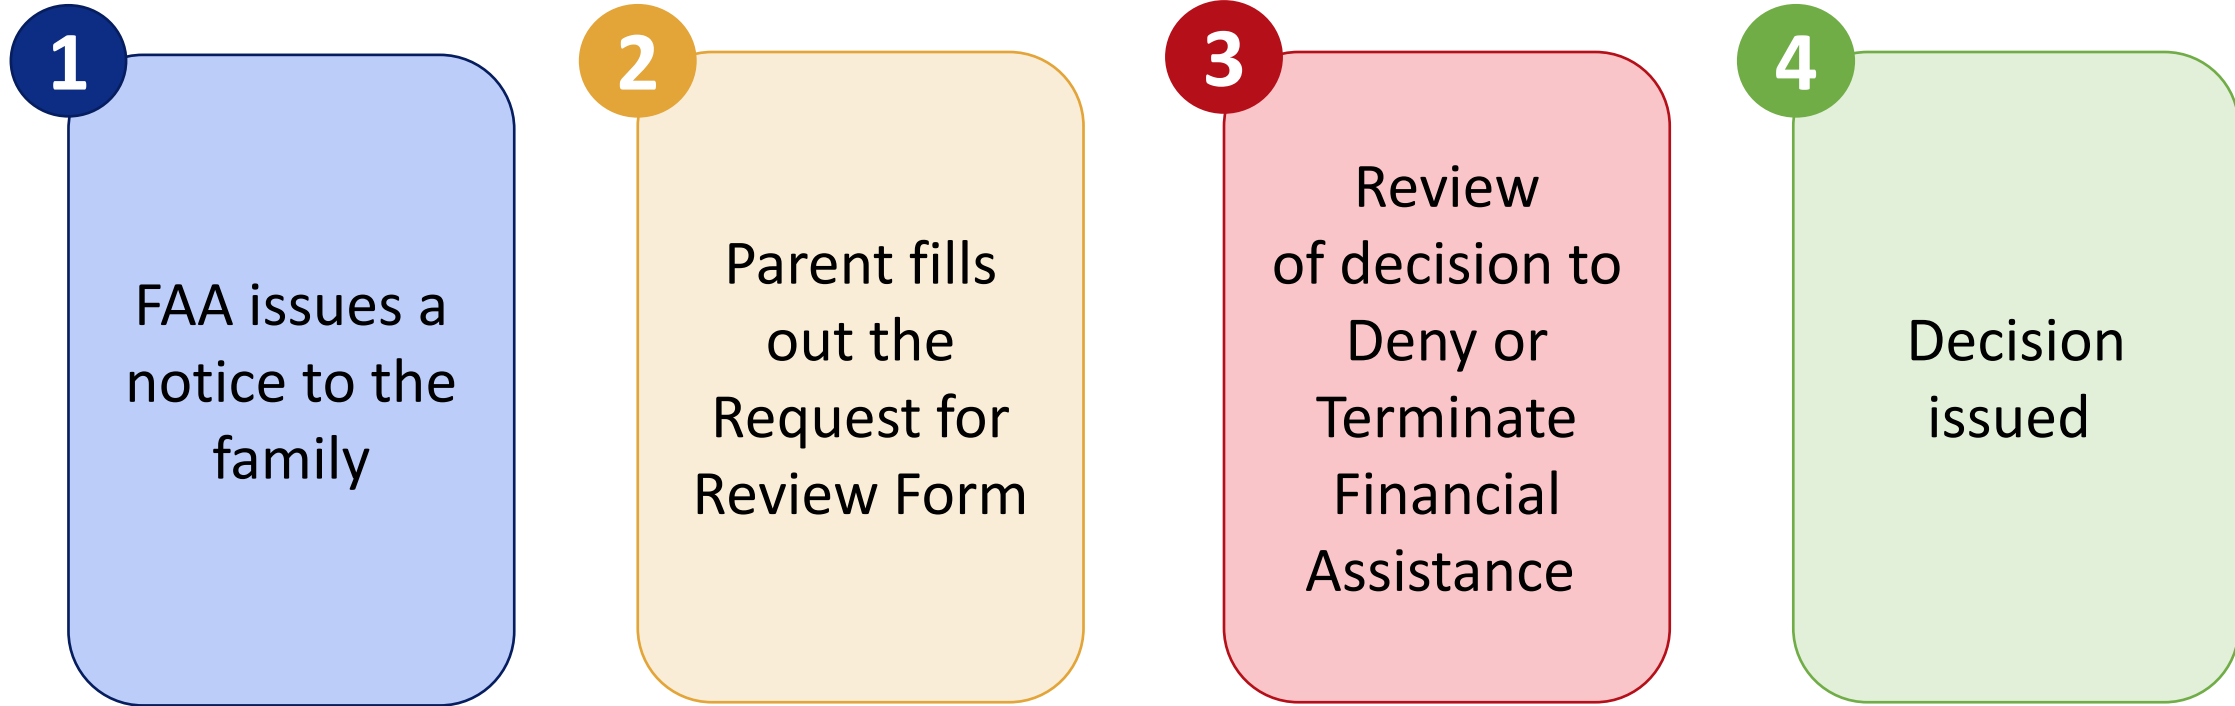 1
FAA issues a
notice to the
family
2
Parent fills
out the
Request for
Review Form
3
Review
of decision to
Deny or
Terminate
Financial
Assistance
4
Decision
issued